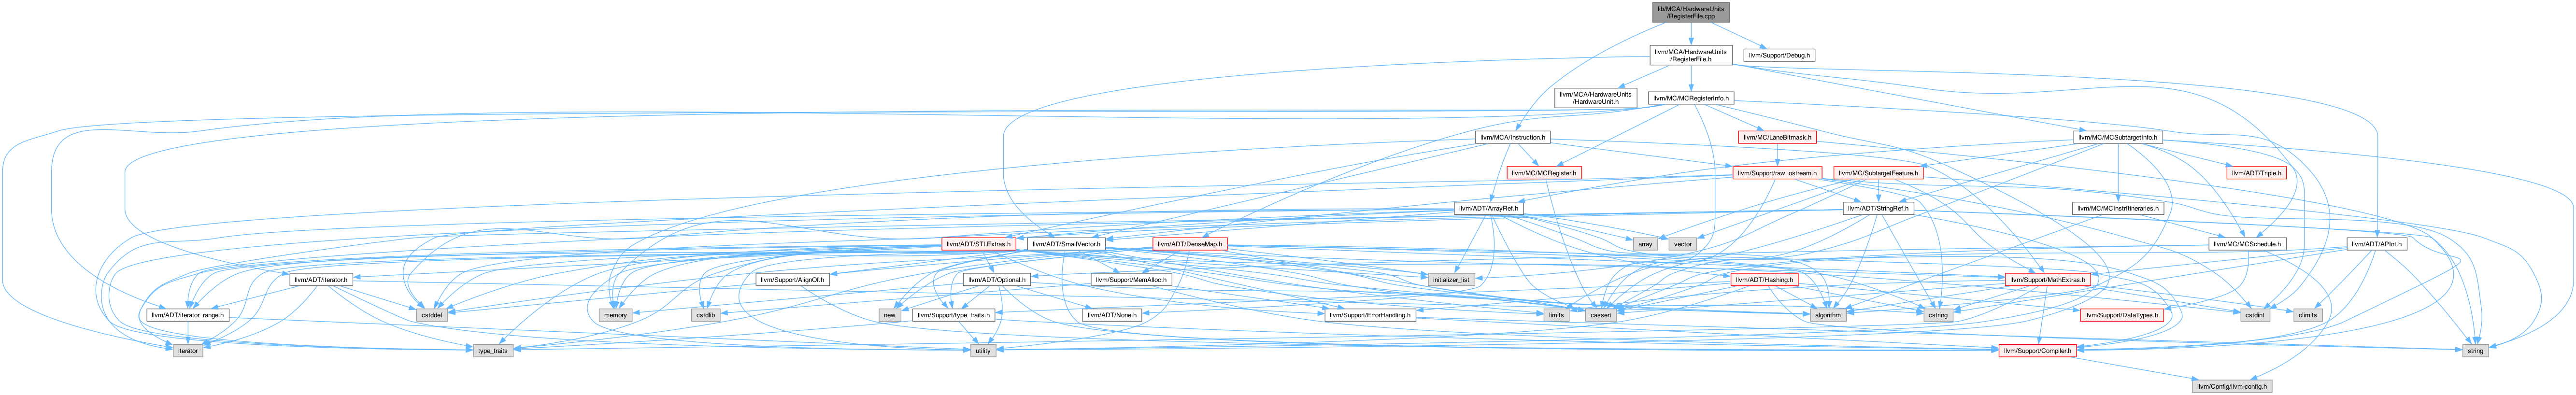 lib/MCA/HardwareUnits
/RegisterFile.cpp
llvm/MCA/HardwareUnits
/RegisterFile.h
llvm/Support/Debug.h
llvm/MCA/HardwareUnits
/HardwareUnit.h
llvm/MC/MCRegisterInfo.h
llvm/MCA/Instruction.h
llvm/MC/LaneBitmask.h
llvm/MC/MCSubtargetInfo.h
llvm/MC/MCRegister.h
llvm/Support/raw_ostream.h
llvm/MC/SubtargetFeature.h
llvm/ADT/Triple.h
llvm/ADT/ArrayRef.h
llvm/ADT/StringRef.h
llvm/MC/MCInstrItineraries.h
llvm/ADT/STLExtras.h
llvm/ADT/SmallVector.h
llvm/ADT/DenseMap.h
array
vector
llvm/MC/MCSchedule.h
llvm/ADT/APInt.h
llvm/ADT/iterator.h
llvm/Support/AlignOf.h
llvm/ADT/Optional.h
llvm/Support/MemAlloc.h
initializer_list
llvm/ADT/Hashing.h
llvm/Support/MathExtras.h
llvm/ADT/iterator_range.h
cstddef
memory
cstdlib
new
llvm/Support/type_traits.h
llvm/ADT/None.h
llvm/Support/ErrorHandling.h
limits
cassert
algorithm
cstring
llvm/Support/DataTypes.h
cstdint
climits
iterator
type_traits
utility
llvm/Support/Compiler.h
string
llvm/Config/llvm-config.h